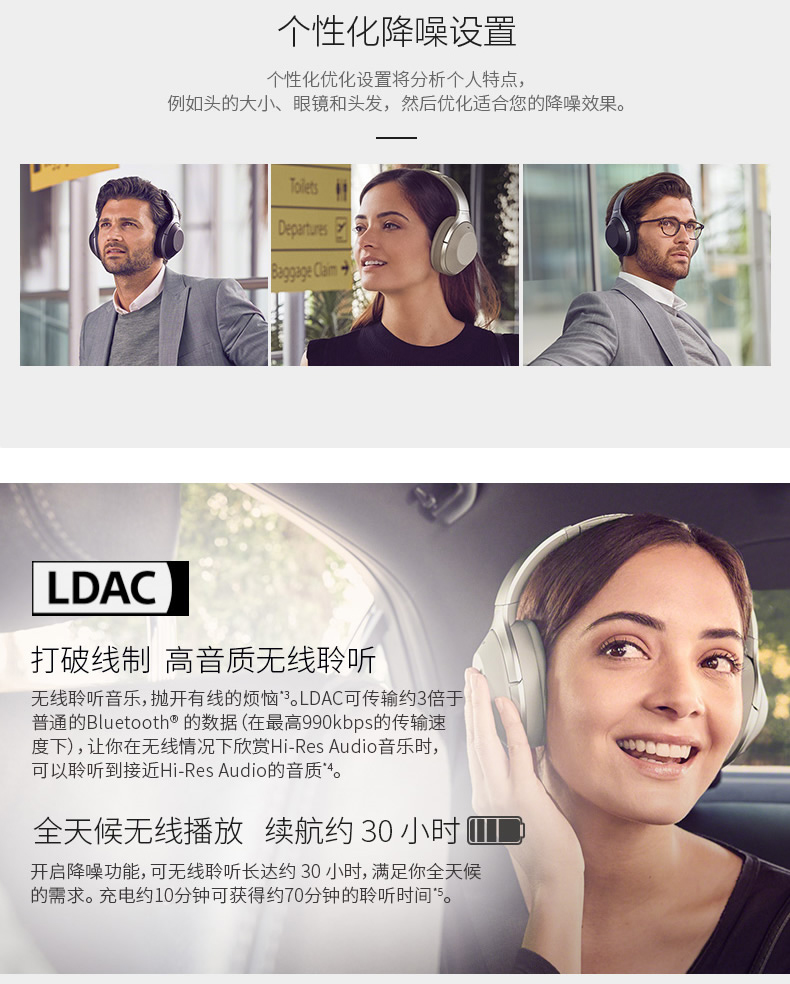 个性化降噪设置
个性化优化设置将分析个人特点，
例如头的大小、眼镜和头发，然后优化适合您的降噪效果。
Toilets
Departures
Baggage Claim
LDAC
打破线制 高音质无线聆听
无线聆听音乐，抛开有线的烦恼*3。LDAC可传输约3倍于
普通的Bluetooth® 的数据（在最高990kbps的传输速
度下），让你在无线情况下欣赏Hi-Res Audio音乐时，
可以聆听到接近Hi-Res Audio的音质*4。
全天候无线播放 续航约 30 小时
开启降噪功能，可无线聆听长达约 30 小时，满足你全天候
的需求。充电约10分钟可获得约70分钟的聆听时间*5。